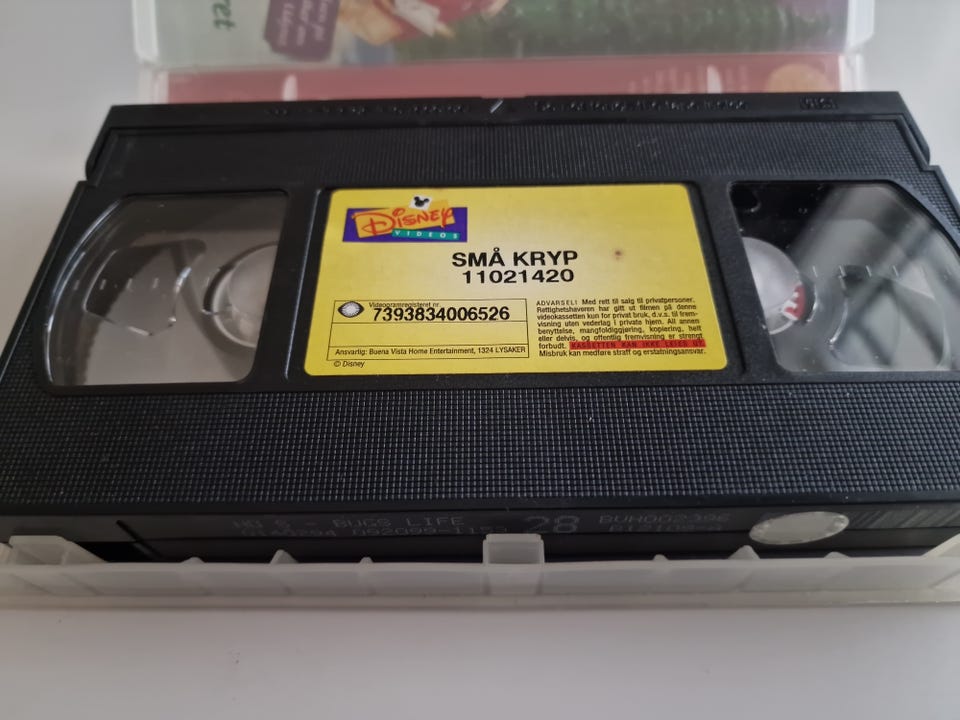 ret
DISNEY
VIDEOS
SMÅ KRYP
11021420
Videogramregisteret nr.
7393834006526
Ansvarlig: Buena Vista Home Entertainment, 1324 LYSAKER
© Disney
ADVARSEL! Med rett til salg til privatpersoner.
Rettighetshaveren har gitt ut filmen på denne
videokassetten kun for privat bruk, d.v.s. til frem-
visning uten vederlag i private hjem. All annen
benyttelse, mangfoldiggjøring, kopiering, helt
eller delvis, og offentlig fremvisning er strengt
forbudt. KASSETTEN KAN IKKE LEIES UT.
Misbruk kan medføre straff og erstatningsansvar.
BUGS LIFE
28